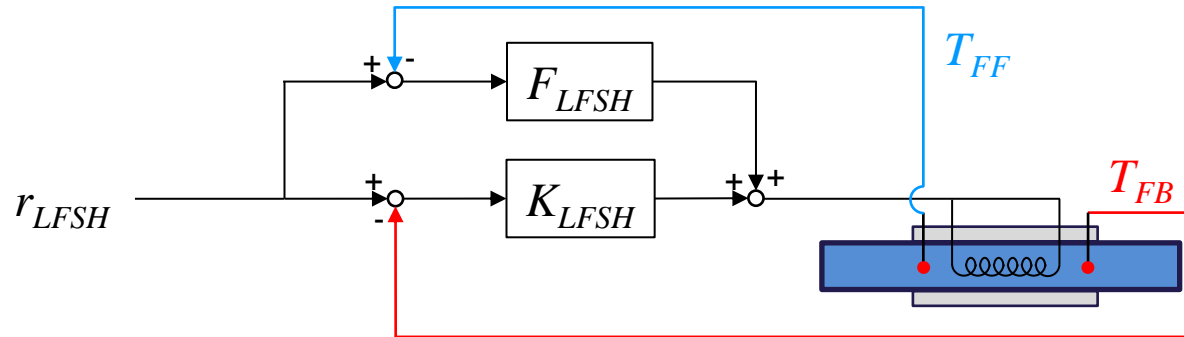 T_FF
+ -
F_LFSH
+ + +
r_LFSH
K_LFSH
-
T_FB